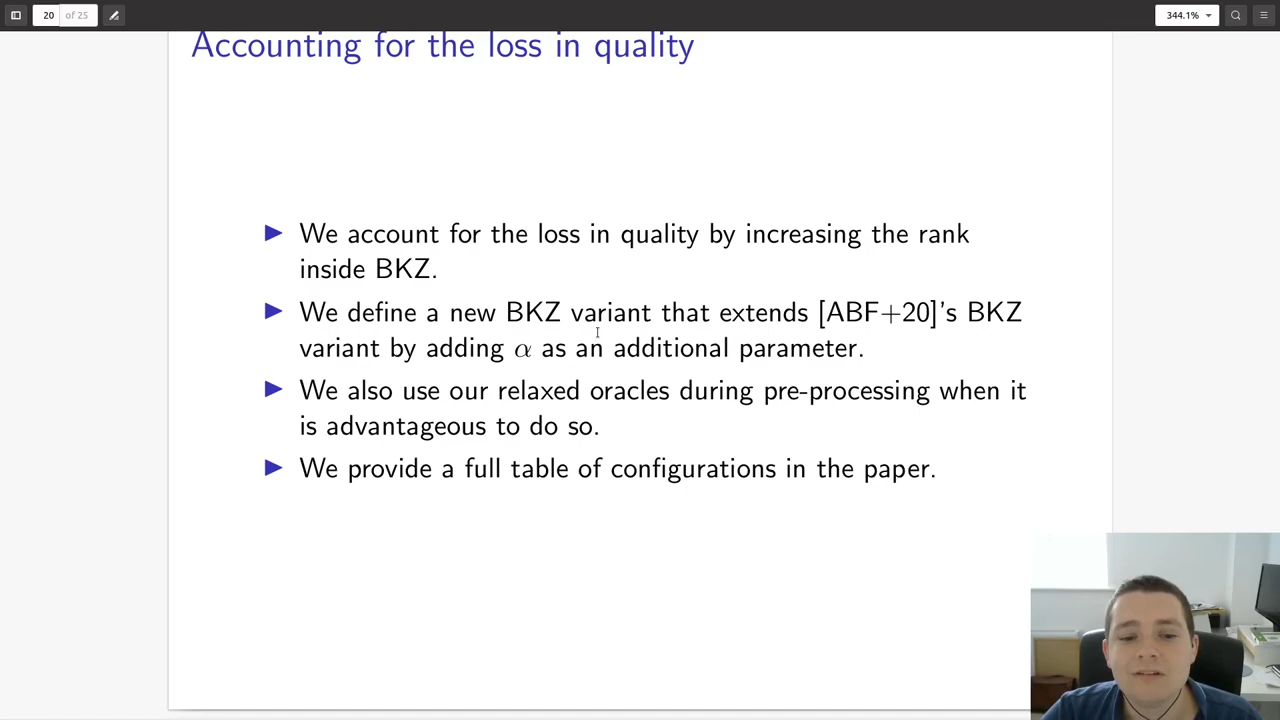 20 of 25
344.1%
Accounting for the loss in quality
We account for the loss in quality by increasing the rank
inside BKZ.
We define a new BKZ variant that extends [ABF+20]'s BKZ
variant by adding α as an additional parameter.
We also use our relaxed oracles during pre-processing when it
is advantageous to do so.
We provide a full table of configurations in the paper.